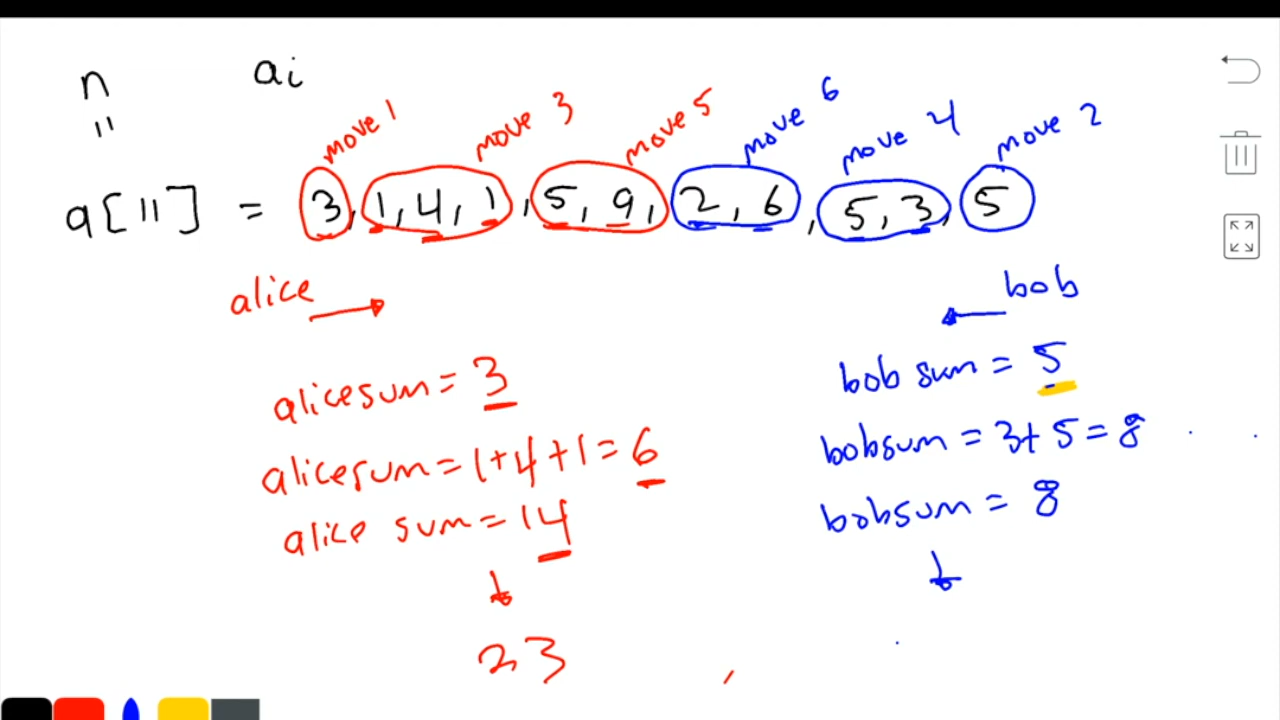 n ai
11
move 1 move 3 move 5 move 6 move 4 move 2
a[11] = 3, 1, 4, 1, 5, 9, 2, 6, 5, 3, 5
alice bob
alicesum = 3 bob sum = 5
alicesum = 1+4+1 = 6 bobsum = 3+5 = 8
alice sum = 14 bobsum = 8
23